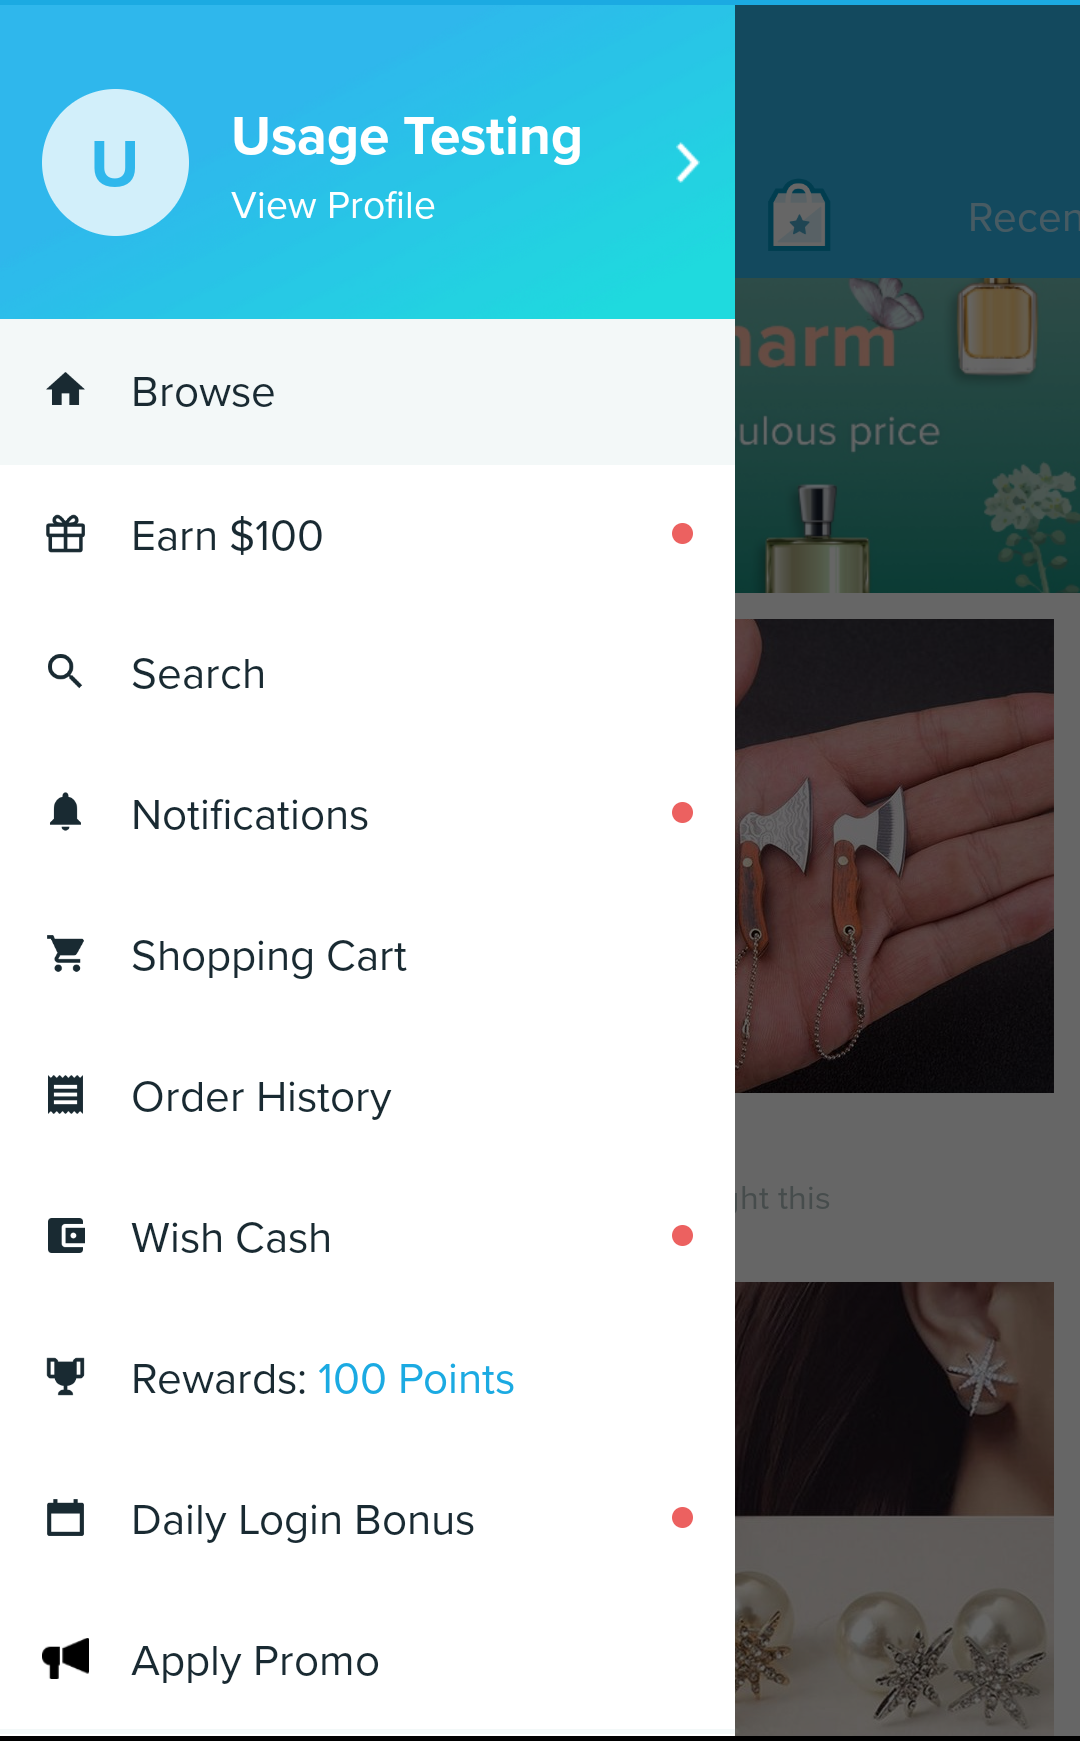 U
Usage Testing
View Profile
Browse
Earn $100
Search
Notifications
Shopping Cart
Order History
Wish Cash
Rewards: 100 Points
Daily Login Bonus
Apply Promo
Recen
harm
ulous price
ght this